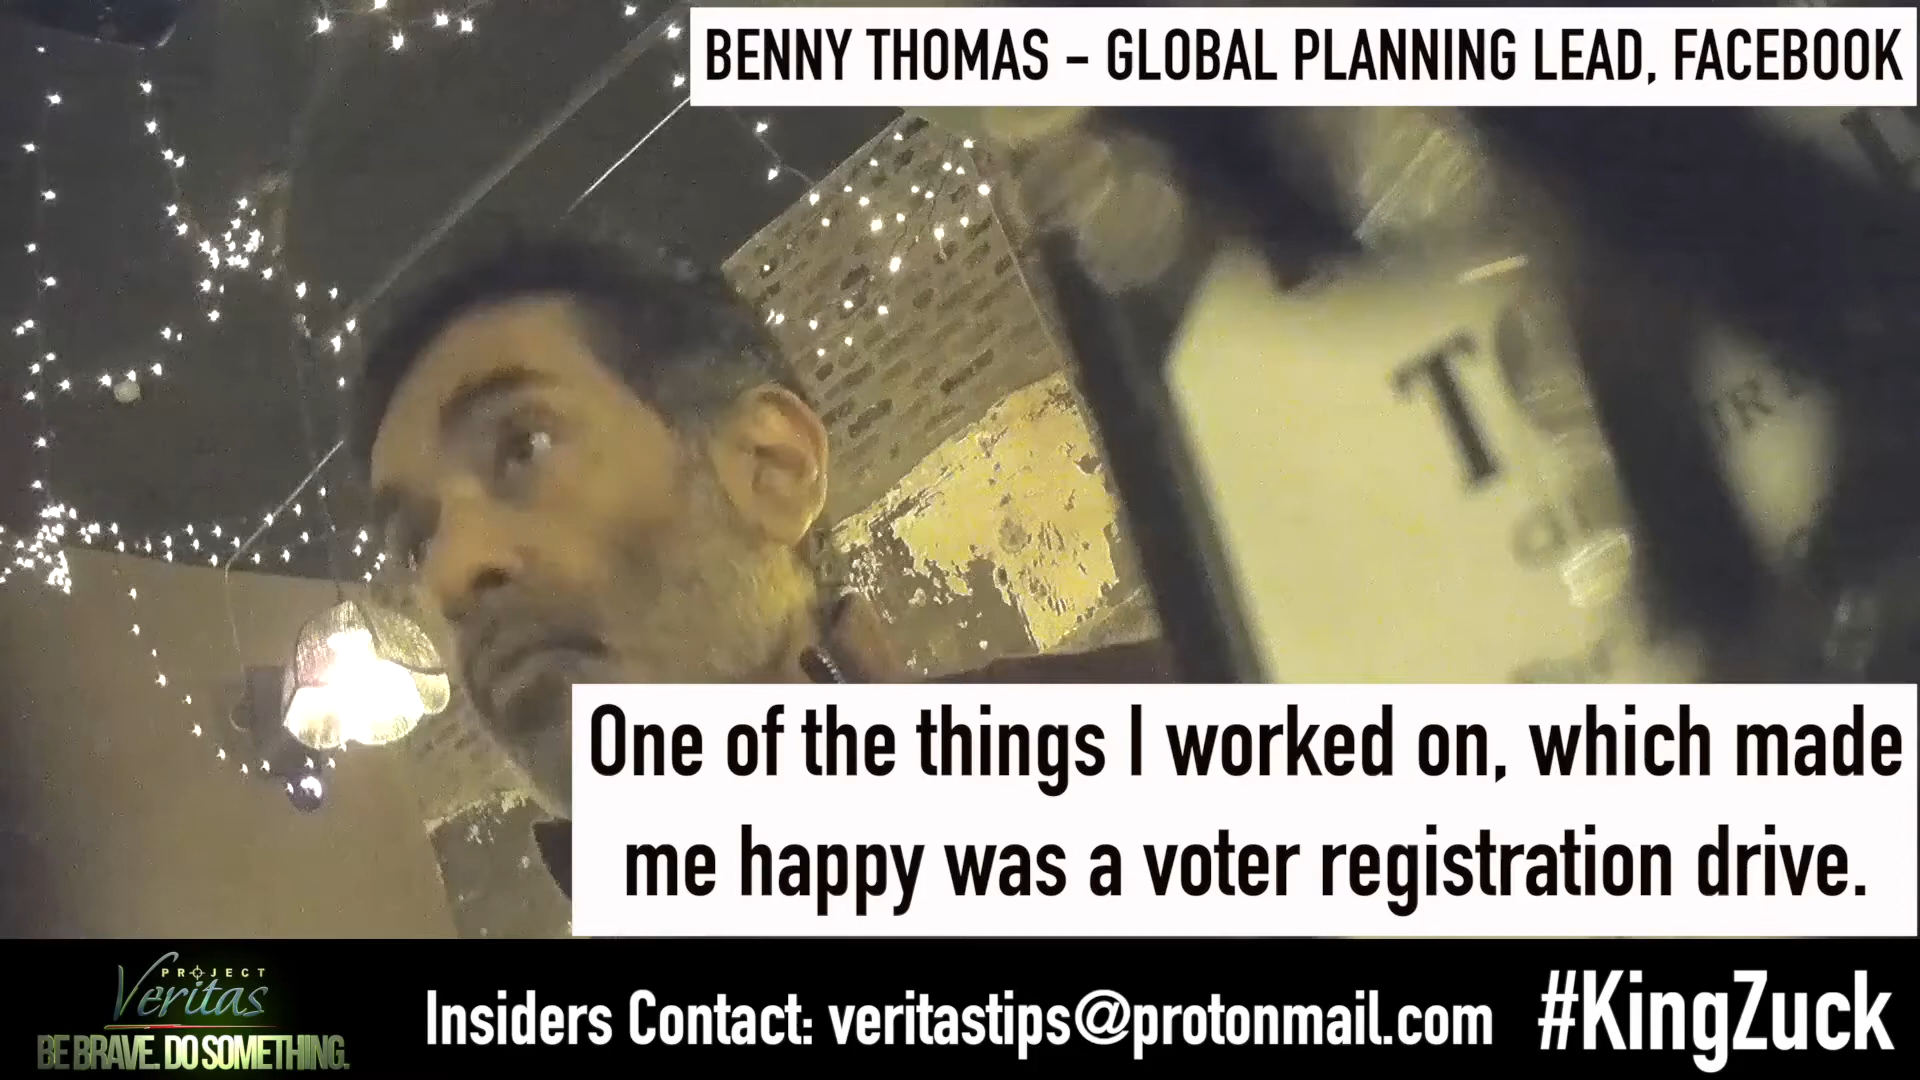 BENNY THOMAS - GLOBAL PLANNING LEAD, FACEBOOK
One of the things I worked on, which made
me happy was a voter registration drive.
PROJECT
Veritas
BE BRAVE. DO SOMETHING.
Insiders Contact: veritastips@protonmail.com
#KingZuck